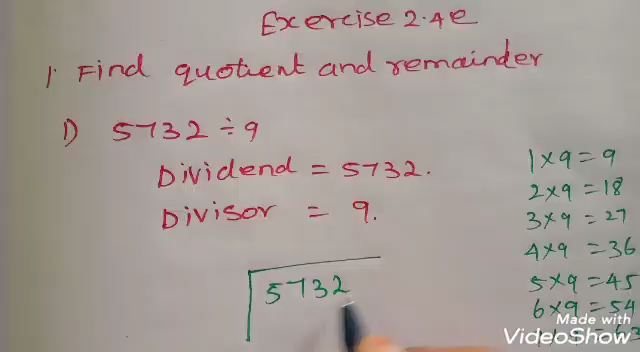 Exercise 2.4e
1. Find quotient and remainder
1) 5732 ÷ 9
Dividend = 5732.
Divisor = 9.
5732
1 × 9 = 9
2 × 9 = 18
3 × 9 = 27
4 × 9 = 36
5 × 9 = 45
6 × 9 = 54
Made with
VideoShow